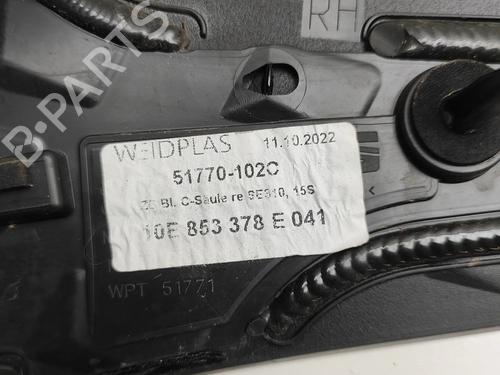 RH
B-PARTS
WEIDPLAS 11.10.2022
51770-102C
ZB Bl. C-Säule re SE310, 15S
10E 853 378 E 041
WPT 51771